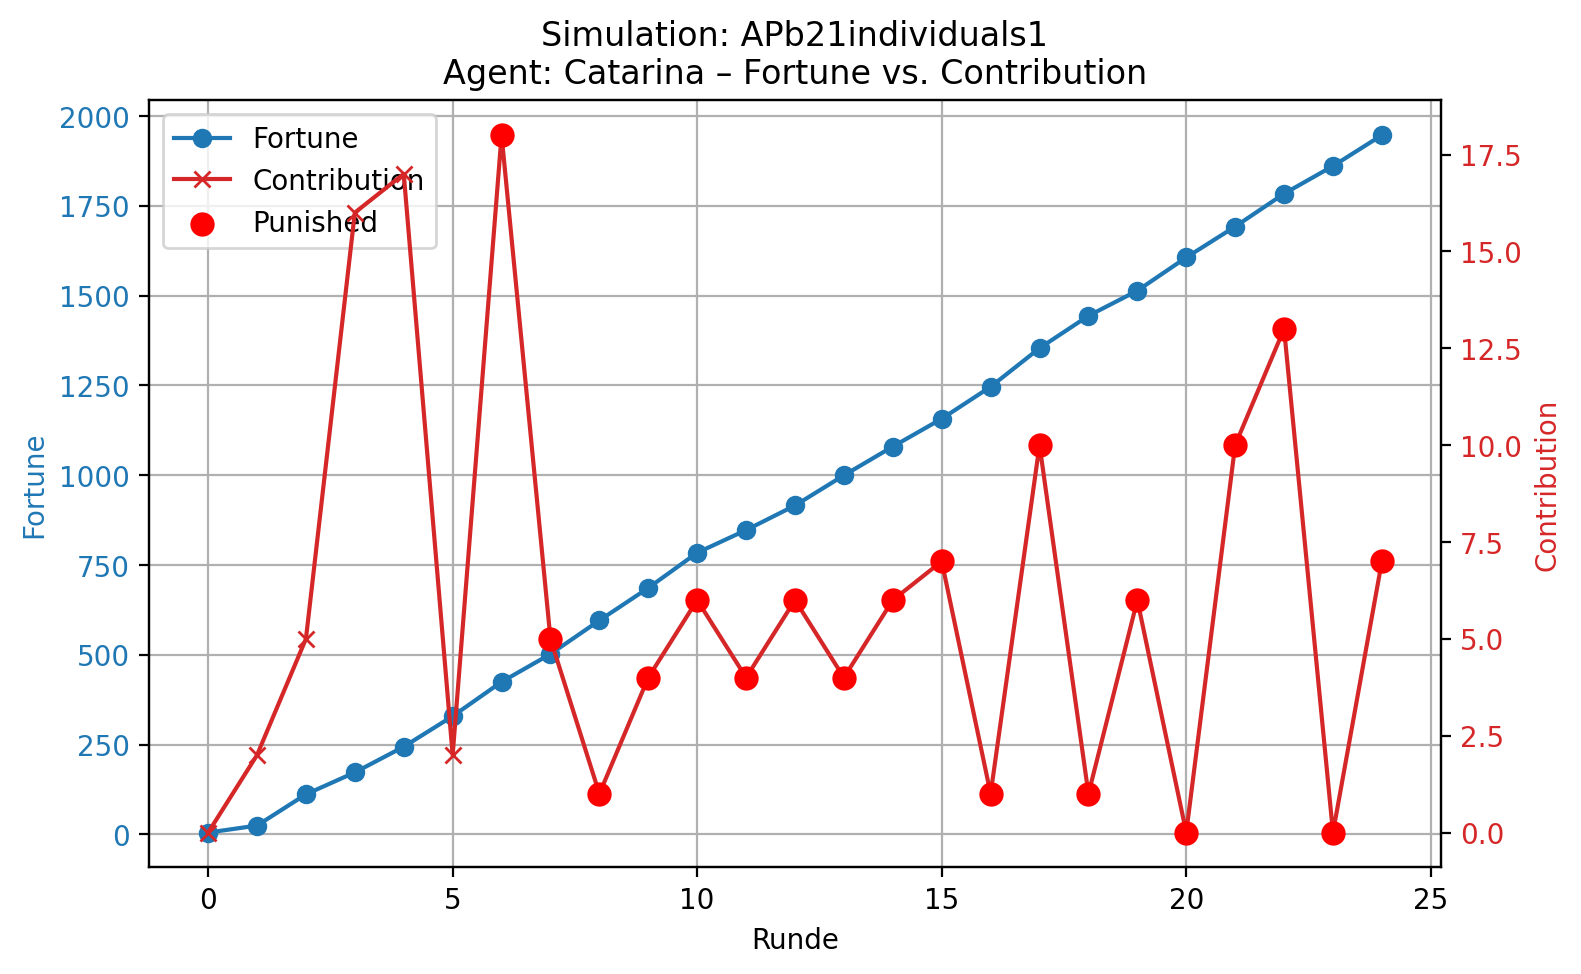 Simulation: APb21individuals1
Agent: Catarina – Fortune vs. Contribution
Fortune
Contribution
Punished
2000
1750
1500
1250
1000
750
500
250
0
Fortune
17.5
15.0
12.5
10.0
7.5
5.0
2.5
0.0
Contribution
0 5 10 15 20 25
Runde